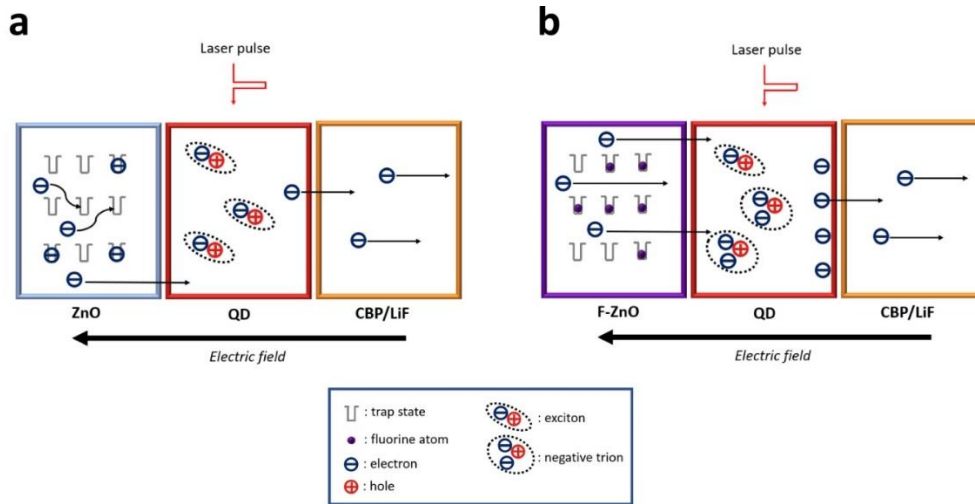 a
Laser pulse
ZnO
QD
CBP/LiF
Electric field
b
Laser pulse
F-ZnO
QD
CBP/LiF
Electric field
: trap state
: fluorine atom
: electron
: hole
: exciton
: negative trion